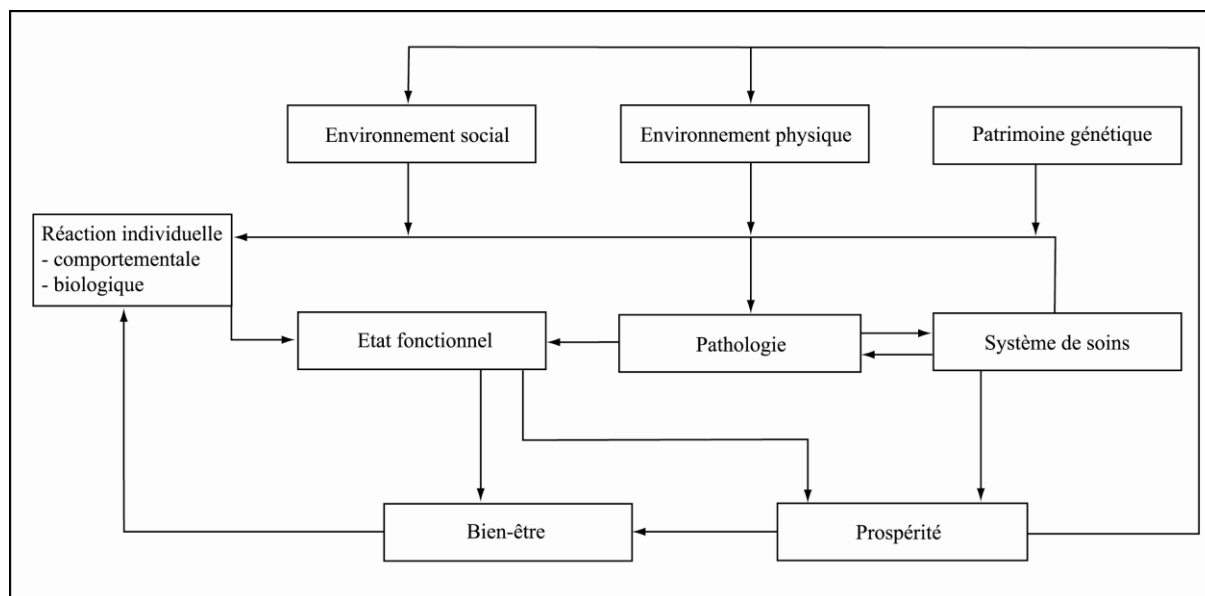 Environnement social
Environnement physique
Patrimoine génétique
Réaction individuelle
- comportementale
- biologique
Etat fonctionnel
Pathologie
Système de soins
Bien-être
Prospérité